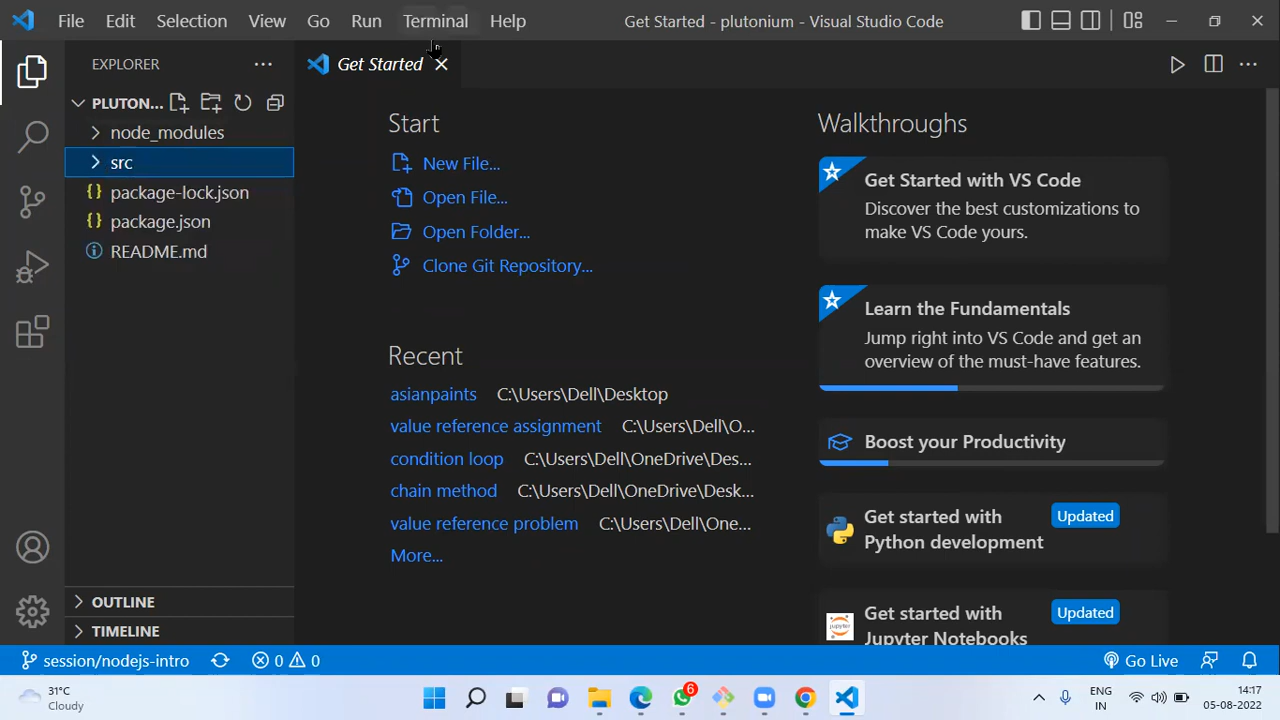 File Edit Selection View Go Run Terminal Help Get Started - plutonium - Visual Studio Code
EXPLORER
PLUTON...
node_modules
src
package-lock.json
package.json
README.md
OUTLINE
TIMELINE
Get Started
Start
New File...
Open File...
Open Folder...
Clone Git Repository...
Recent
asianpaints C:\Users\Dell\Desktop
value reference assignment C:\Users\Dell\O...
condition loop C:\Users\Dell\OneDrive\Des...
chain method C:\Users\Dell\OneDrive\Desk...
value reference problem C:\Users\Dell\One...
More...
Walkthroughs
Get Started with VS Code
Discover the best customizations to
make VS Code yours.
Learn the Fundamentals
Jump right into VS Code and get an
overview of the must-have features.
Boost your Productivity
Get started with
Python development
Updated
Get started with
Jupyter Notebooks
Updated
session/nodejs-intro 0 0 Go Live
31°C
Cloudy
6
ENG
IN
14:17
05-08-2022